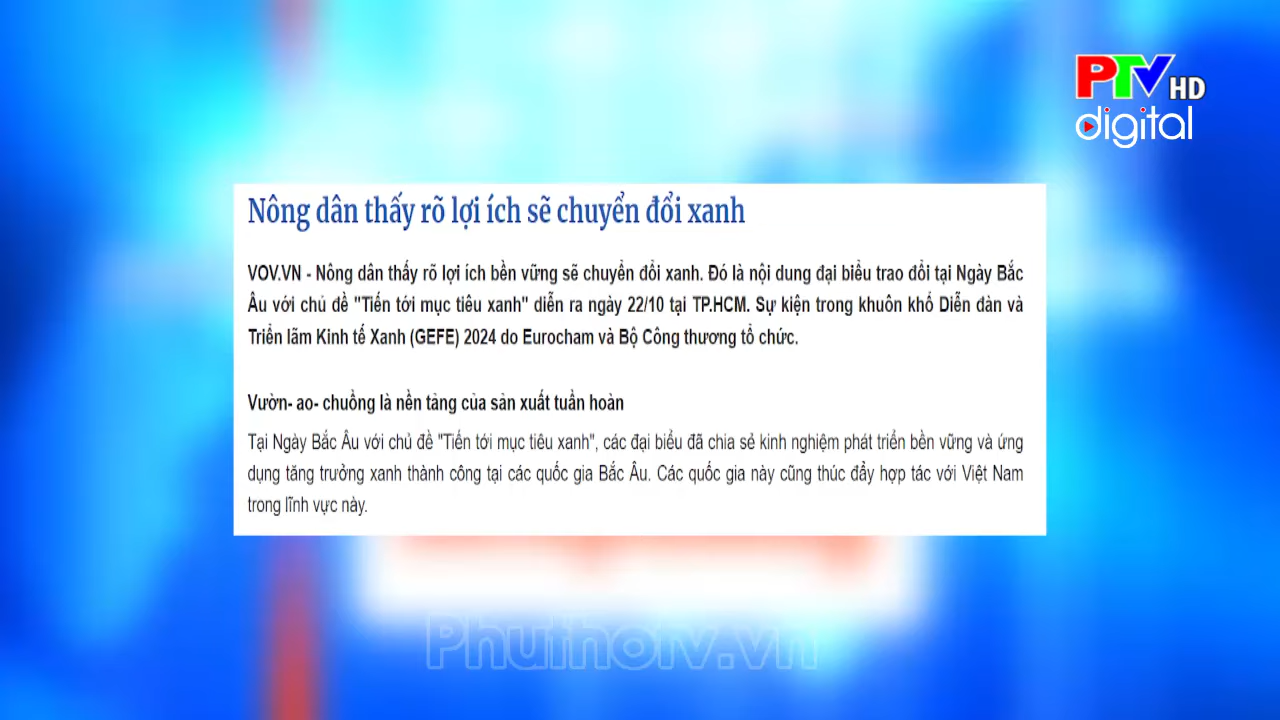 PTV HD
digital
Nông dân thấy rõ lợi ích sẽ chuyển đổi xanh
VOV.VN - Nông dân thấy rõ lợi ích bền vững sẽ chuyển đổi xanh. Đó là nội dung đại biểu trao đổi tại Ngày Bắc
Âu với chủ đề "Tiến tới mục tiêu xanh" diễn ra ngày 22/10 tại TP.HCM. Sự kiện trong khuôn khổ Diễn đàn và
Triển lãm Kinh tế Xanh (GEFE) 2024 do Eurocham và Bộ Công thương tổ chức.
Vườn- ao- chuồng là nền tảng của sản xuất tuần hoàn
Tại Ngày Bắc Âu với chủ đề "Tiến tới mục tiêu xanh", các đại biểu đã chia sẻ kinh nghiệm phát triển bền vững và ứng
dụng tăng trưởng xanh thành công tại các quốc gia Bắc Âu. Các quốc gia này cũng thúc đẩy hợp tác với Việt Nam
trong lĩnh vực này.
Phuthotv.vn